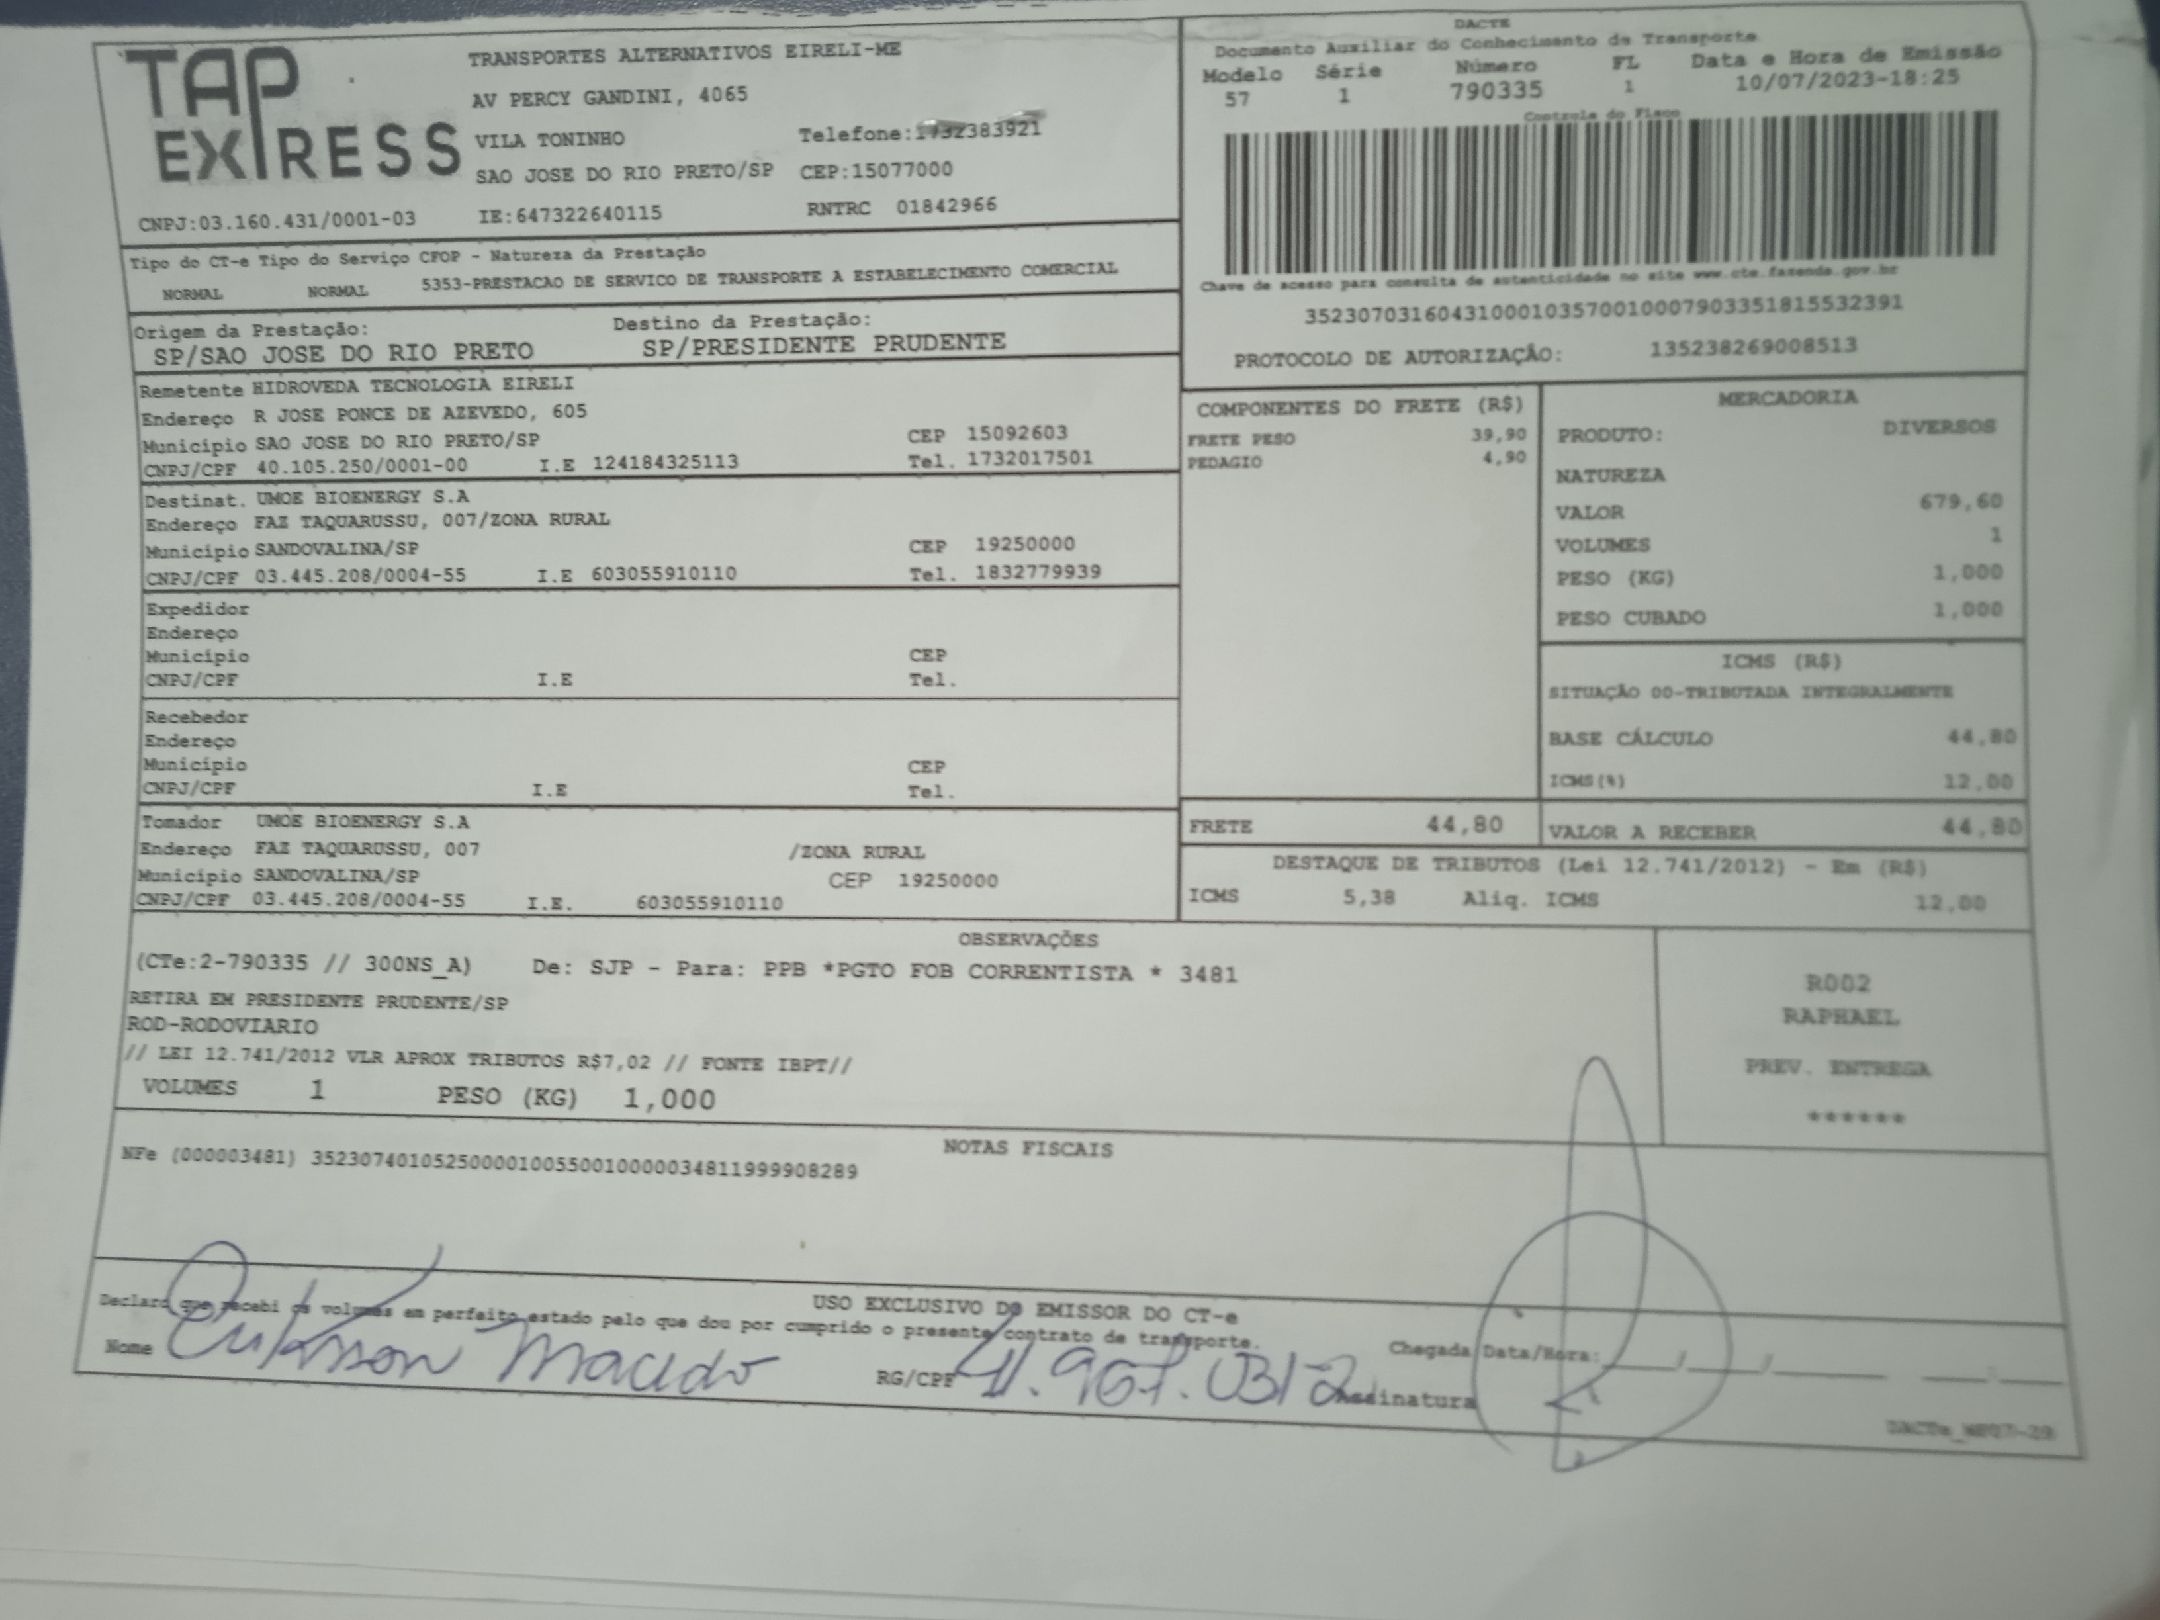 TAP EXPRESS
TRANSPORTES ALTERNATIVOS EIRELI-ME
AV PERCY GANDINI, 4065
VILA TONINHO Telefone:1732383921
SAO JOSE DO RIO PRETO/SP CEP:15077000
CNPJ:03.160.431/0001-03 IE:647322640115 RNTRC 01842966
DACTE
Documento Auxiliar do Conhecimento de Transporte
Modelo Série Número FL Data e Hora de Emissão
57 1 790335 1 10/07/2023-18:25
Controle do Fisco
Chave de acesso para consulta de autenticidade no site www.cte.fazenda.gov.br
35230703160431000103570010007903351815532391
PROTOCOLO DE AUTORIZAÇÃO: 135238269008513
Tipo do CT-e Tipo do Serviço CFOP - Natureza da Prestação
NORMAL NORMAL 5353-PRESTACAO DE SERVICO DE TRANSPORTE A ESTABELECIMENTO COMERCIAL
Origem da Prestação: Destino da Prestação:
SP/SAO JOSE DO RIO PRETO SP/PRESIDENTE PRUDENTE
Remetente HIDROVEDA TECNOLOGIA EIRELI
Endereço R JOSE PONCE DE AZEVEDO, 605
Município SAO JOSE DO RIO PRETO/SP CEP 15092603
CNPJ/CPF 40.105.250/0001-00 I.E 124184325113 Tel. 1732017501
Destinat. UMOE BIOENERGY S.A
Endereço FAZ TAQUARUSSU, 007/ZONA RURAL
Município SANDOVALINA/SP CEP 19250000
CNPJ/CPF 03.445.208/0004-55 I.E 603055910110 Tel. 1832779939
Expedidor
Endereço
Município CEP
CNPJ/CPF I.E Tel.
Recebedor
Endereço
Município CEP
CNPJ/CPF I.E Tel.
Tomador UMOE BIOENERGY S.A
Endereço FAZ TAQUARUSSU, 007 /ZONA RURAL
Município SANDOVALINA/SP CEP 19250000
CNPJ/CPF 03.445.208/0004-55 I.E. 603055910110
COMPONENTES DO FRETE (R$)
FRETE PESO 39,90
PEDAGIO 4,90
FRETE 44,80
MERCADORIA
PRODUTO: DIVERSOS
NATUREZA
VALOR 679,60
VOLUMES 1
PESO (KG) 1,000
PESO CUBADO 1,000
ICMS (R$)
SITUAÇÃO 00-TRIBUTADA INTEGRALMENTE
BASE CÁLCULO 44,80
ICMS(%) 12,00
VALOR A RECEBER 44,80
DESTAQUE DE TRIBUTOS (Lei 12.741/2012) - Em (R$)
ICMS 5,38 Aliq. ICMS 12,00
OBSERVAÇÕES
(CTe:2-790335 // 300NS_A) De: SJP - Para: PPB *PGTO FOB CORRENTISTA * 3481
RETIRA EM PRESIDENTE PRUDENTE/SP
ROD-RODOVIARIO
// LEI 12.741/2012 VLR APROX TRIBUTOS R$7,02 // FONTE IBPT//
VOLUMES 1 PESO (KG) 1,000
R002
RAPHAEL
PREV. ENTREGA
******
NOTAS FISCAIS
NFe (000003481) 35230740105250000100550010000034811999908289
USO EXCLUSIVO DO EMISSOR DO CT-e
Declaro que recebi os volumes em perfeito estado pelo que dou por cumprido o presente contrato de transporte.
Nome Macedo RG/CPF Assinatura
Chegada Data/Hora: ____/____/______ ____:____